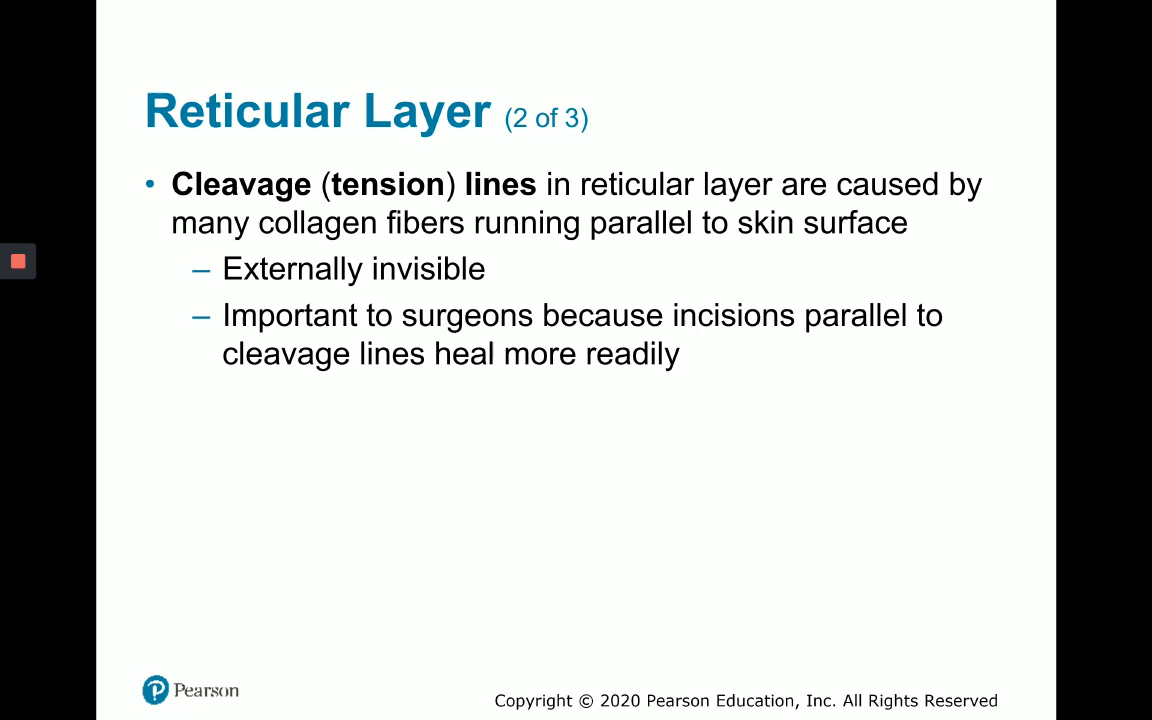 Reticular Layer (2 of 3)
• Cleavage (tension) lines in reticular layer are caused by
many collagen fibers running parallel to skin surface
– Externally invisible
– Important to surgeons because incisions parallel to
cleavage lines heal more readily
Pearson
Copyright © 2020 Pearson Education, Inc. All Rights Reserved